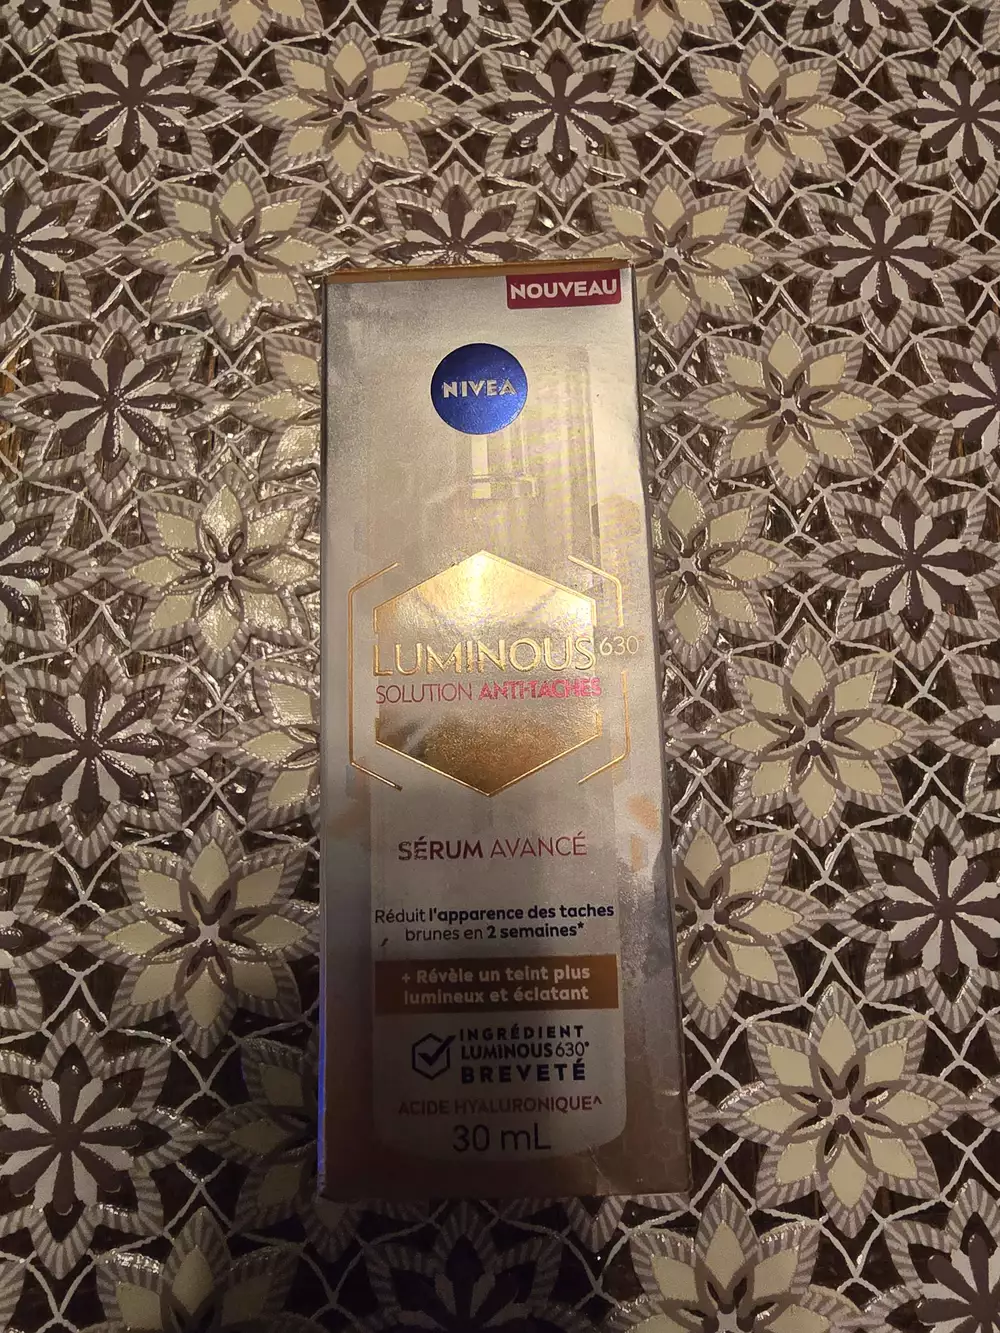 NOUVEAU
NIVEA
LUMINOUS630
SOLUTION ANTI-TACHES
SÉRUM AVANCÉ
Réduit l'apparence des taches
brunes en 2 semaines*
+ Révèle un teint plus
lumineux et éclatant
INGRÉDIENT
LUMINOUS630®
BREVETÉ
ACIDE HYALURONIQUE^
30 mL